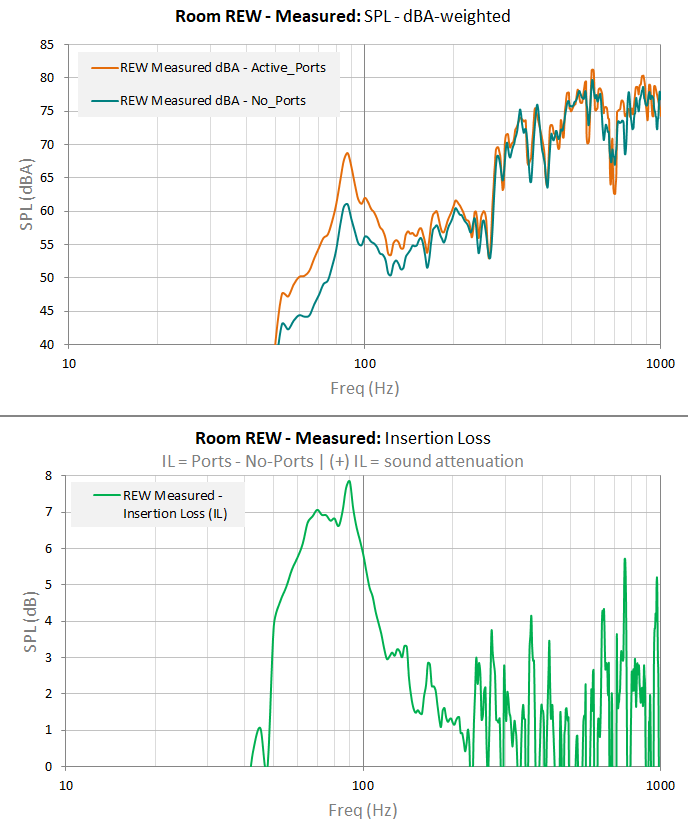 Room REW - Measured: SPL - dBA-weighted
85
80
75
70
65
60
55
50
45
40
SPL (dBA)
REW Measured dBA - Active_Ports
REW Measured dBA - No_Ports
10
100
1000
Freq (Hz)
Room REW - Measured: Insertion Loss
IL = Ports - No-Ports | (+) IL = sound attenuation
8
7
6
5
4
3
2
1
0
SPL (dB)
REW Measured -
Insertion Loss (IL)
10
100
1000
Freq (Hz)